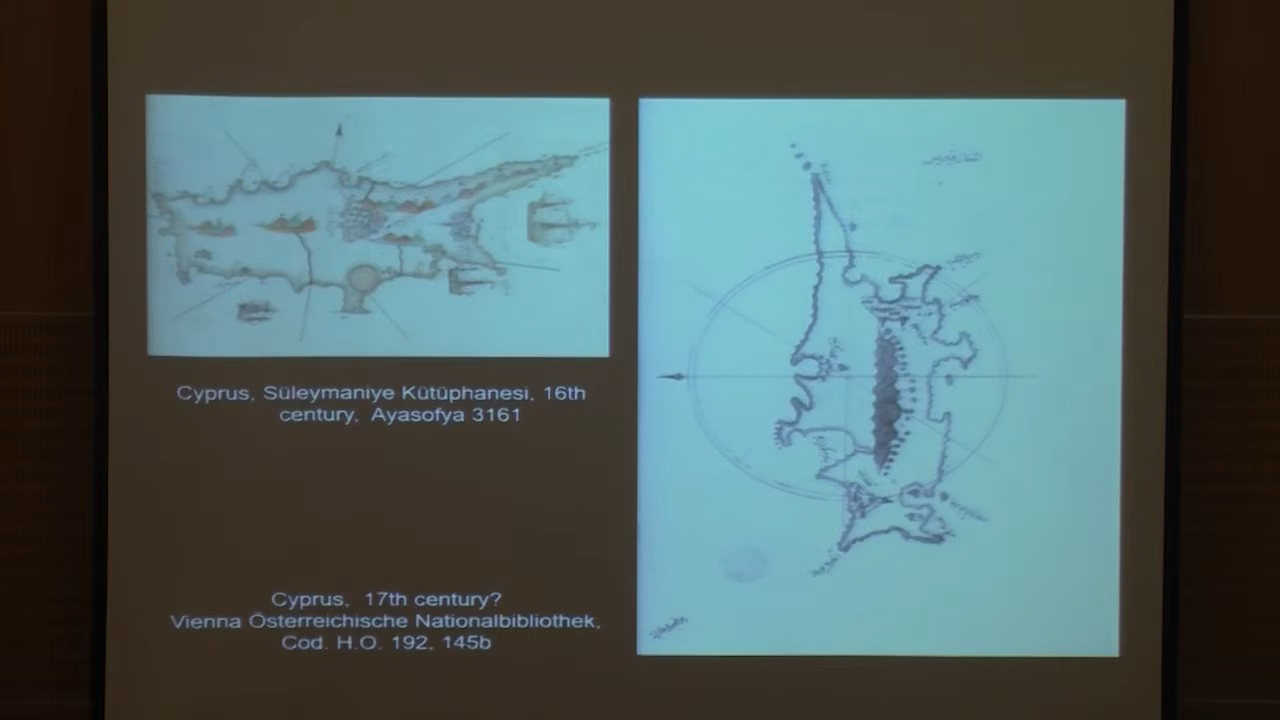 Cyprus, Süleymaniye Kütüphanesi, 16th
century, Ayasofya 3161
Cyprus, 17th century?
Vienna Österreichische Nationalbibliothek,
Cod. H.O. 192, 145b